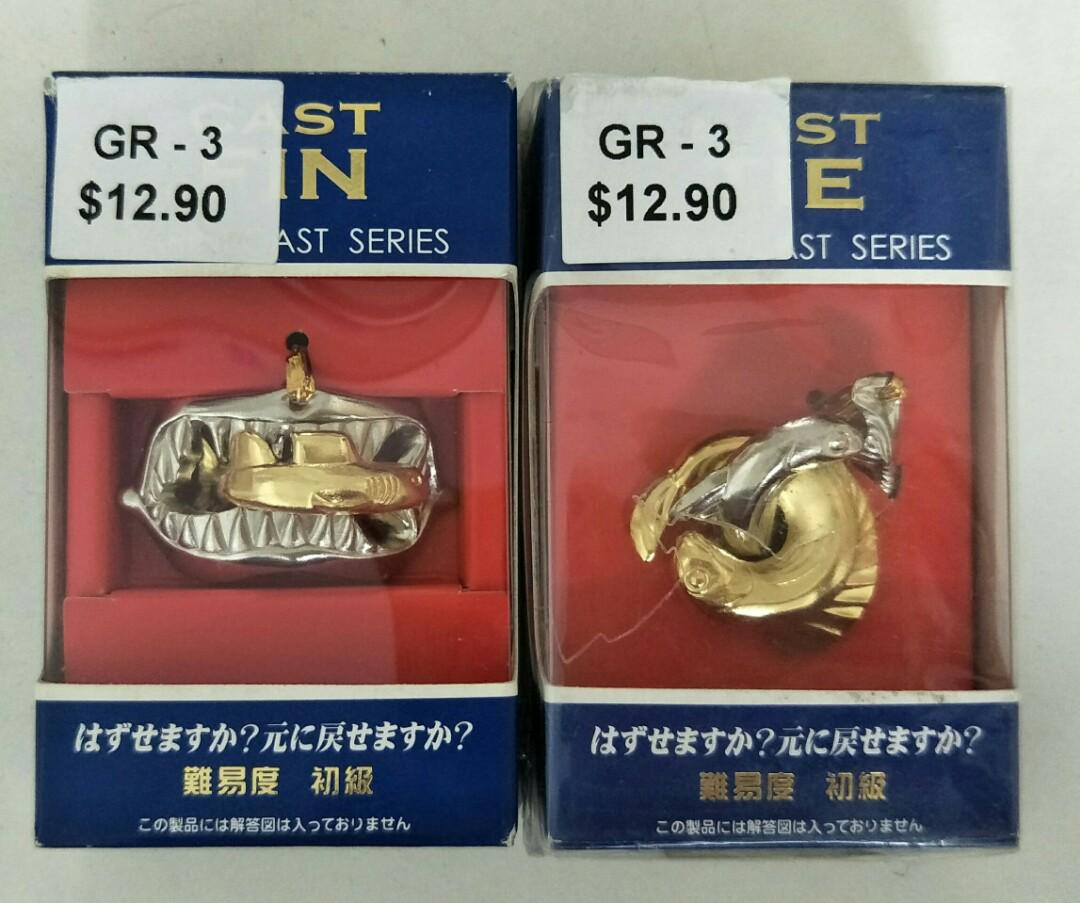 GR - 3
$12.90
CAST
FIN
CAST SERIES
はずせますか?元に戻せますか?
難易度 初級
この製品には解答図は入っておりません
GR - 3
$12.90
ST
E
AST SERIES
はずせますか?元に戻せますか?
難易度 初級
この製品には解答図は入っておりません